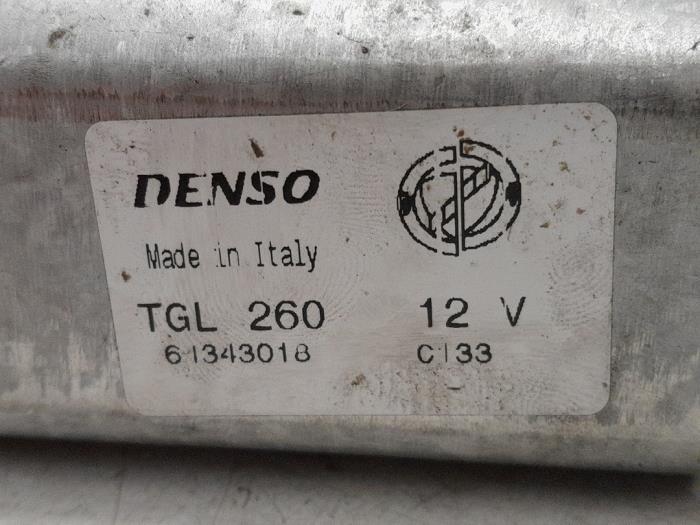 DENSO
Made in Italy
TGL 260 12 V
61343018 C133